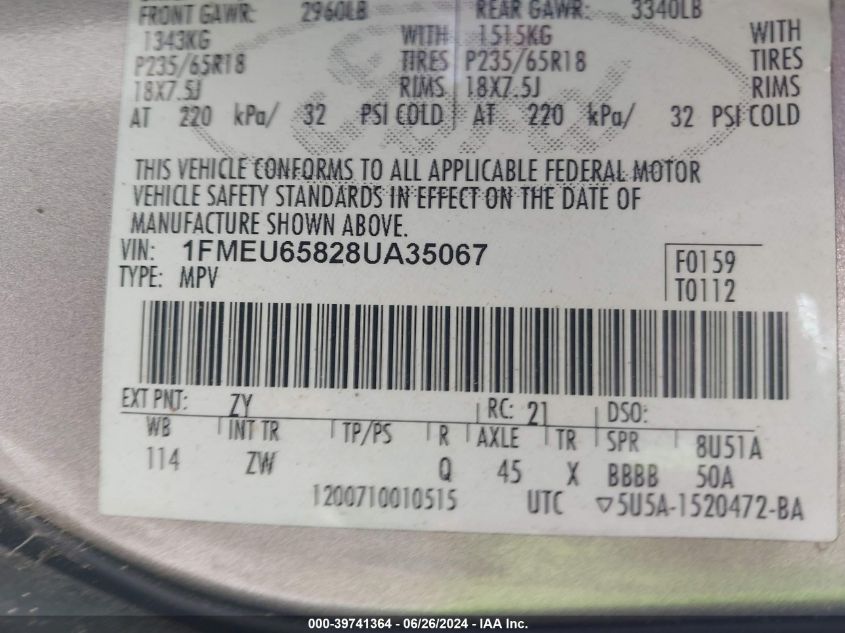 FRONT GAWR: 2960LB REAR GAWR: 3340LB
1343KG WITH 1515KG WITH
P235/65R18 TIRES P235/65R18 TIRES
18X7.5J RIMS 18X7.5J RIMS
AT 220 kPa/ 32 PSI COLD AT 220 kPa/ 32 PSI COLD
THIS VEHICLE CONFORMS TO ALL APPLICABLE FEDERAL MOTOR
VEHICLE SAFETY STANDARDS IN EFFECT ON THE DATE OF
MANUFACTURE SHOWN ABOVE.
VIN: 1FMEU65828UA35067 F0159
TYPE: MPV T0112
EXT PNT: ZY RC: 21 DSO:
WB INT TR TP/PS R AXLE TR SPR 8U51A
114 ZW Q 45 X BBBB 50A
1200710010515 UTC ▽5U5A-1520472-BA
000-39741364 / 06/26/2024 - IAA Inc.